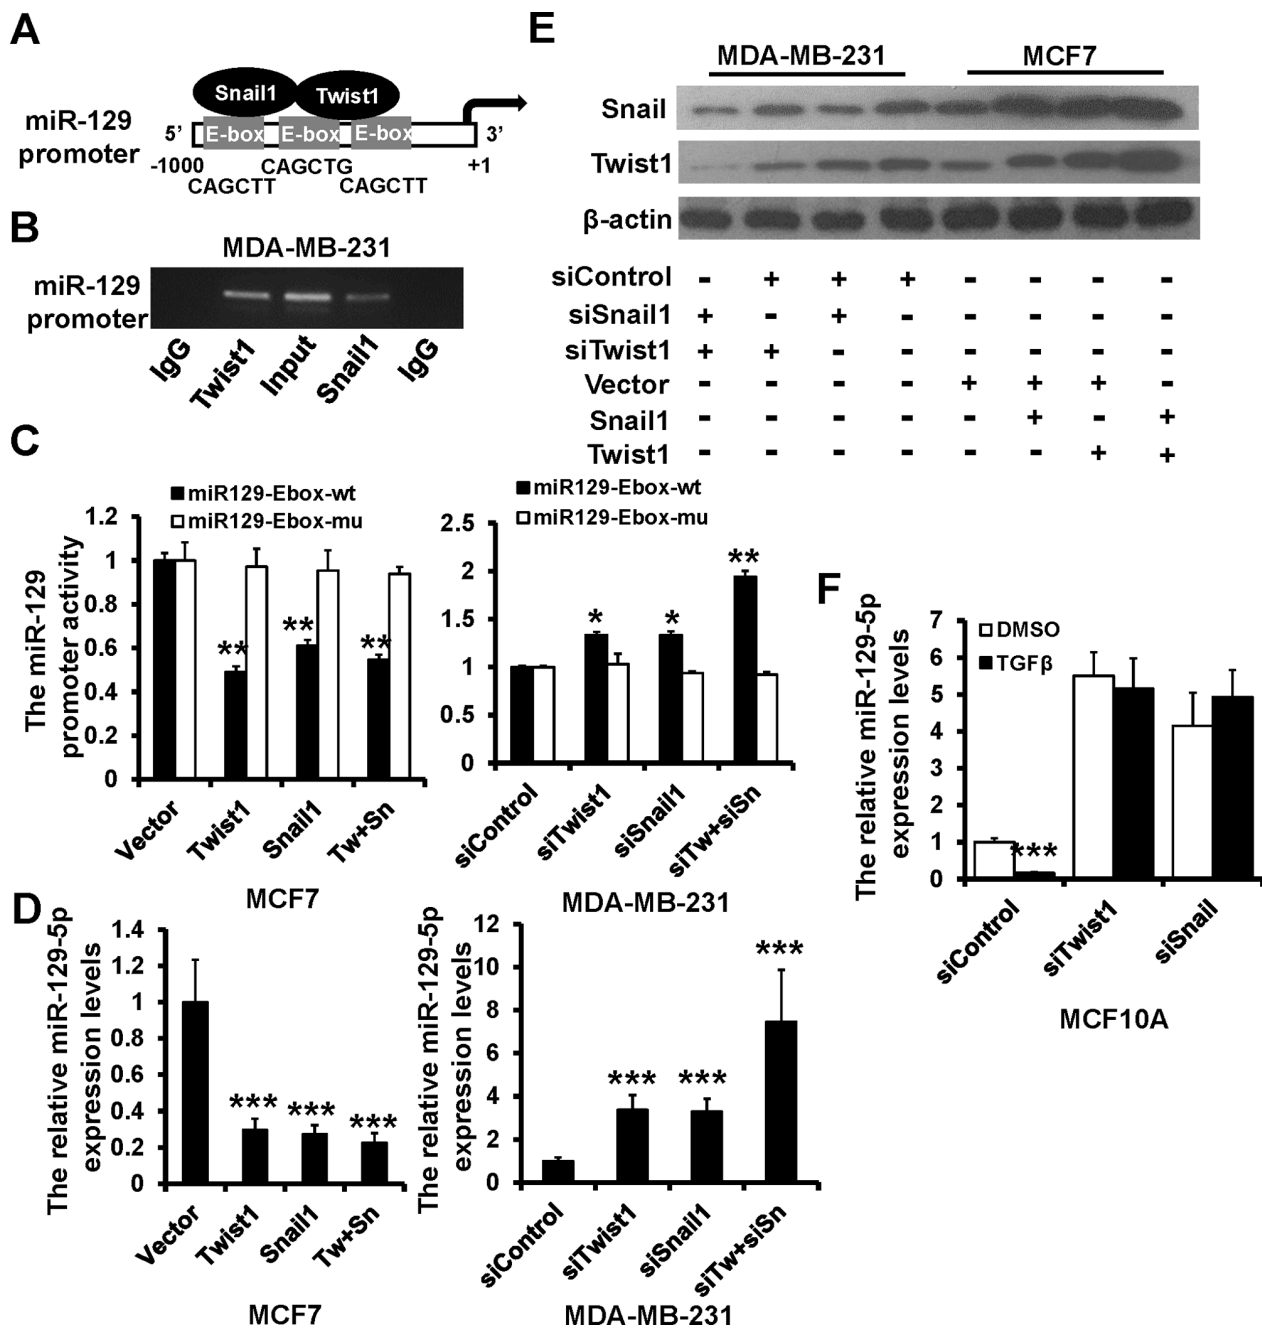 A
Snail1 Twist1
miR-129
promoter
5’ E-box E-box E-box 3’
-1000 CAGCTG +1
CAGCTT CAGCTT
B
MDA-MB-231
miR-129
promoter
IgG Twist1 Input Snail1 IgG
E
MDA-MB-231 MCF7
Snail
Twist1
β-actin
siControl - + + + - - - -
siSnail1 + - + - - - - -
siTwist1 + + - - - - - -
Vector - - - - + + + -
Snail1 - - - - - + - +
Twist1 - - - - - - + +
C
The miR-129
promoter activity
miR129-Ebox-wt
miR129-Ebox-mu
1.2
1
0.8
0.6
0.4
0.2
0
** ** **
Vector Twist1 Snail1 Tw+Sn
MCF7
miR129-Ebox-wt
miR129-Ebox-mu
2.5
2
1.5
1
0.5
0
* * **
siControl siTwist1 siSnail1 siTw+siSn
MDA-MB-231
D
The relative miR-129-5p
expression levels
1.4
1.2
1
0.8
0.6
0.4
0.2
0
*** *** ***
Vector Twist1 Snail1 Tw+Sn
MCF7
The relative miR-129-5p
expression levels
12
10
8
6
4
2
0
*** *** ***
siControl siTwist1 siSnail1 siTw+siSn
MDA-MB-231
F
The relative miR-129-5p
expression levels
7
6
5
4
3
2
1
0
DMSO
TGFβ
***
siControl siTwist1 siSnail
MCF10A